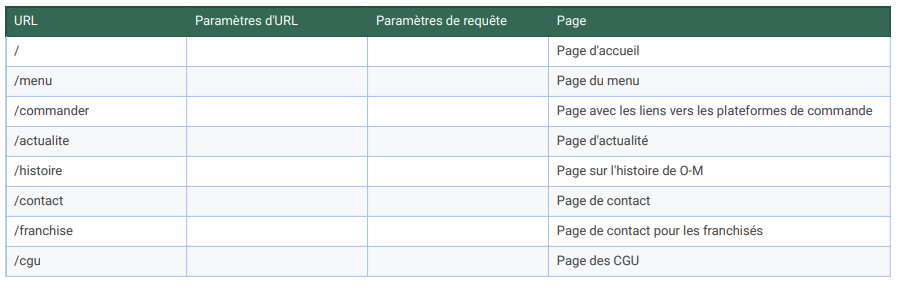 URL Paramètres d'URL Paramètres de requête Page
/ Page d'accueil
/menu Page du menu
/commander Page avec les liens vers les plateformes de commande
/actualite Page d'actualité
/histoire Page sur l'histoire de O-M
/contact Page de contact
/franchise Page de contact pour les franchisés
/cgu Page des CGU